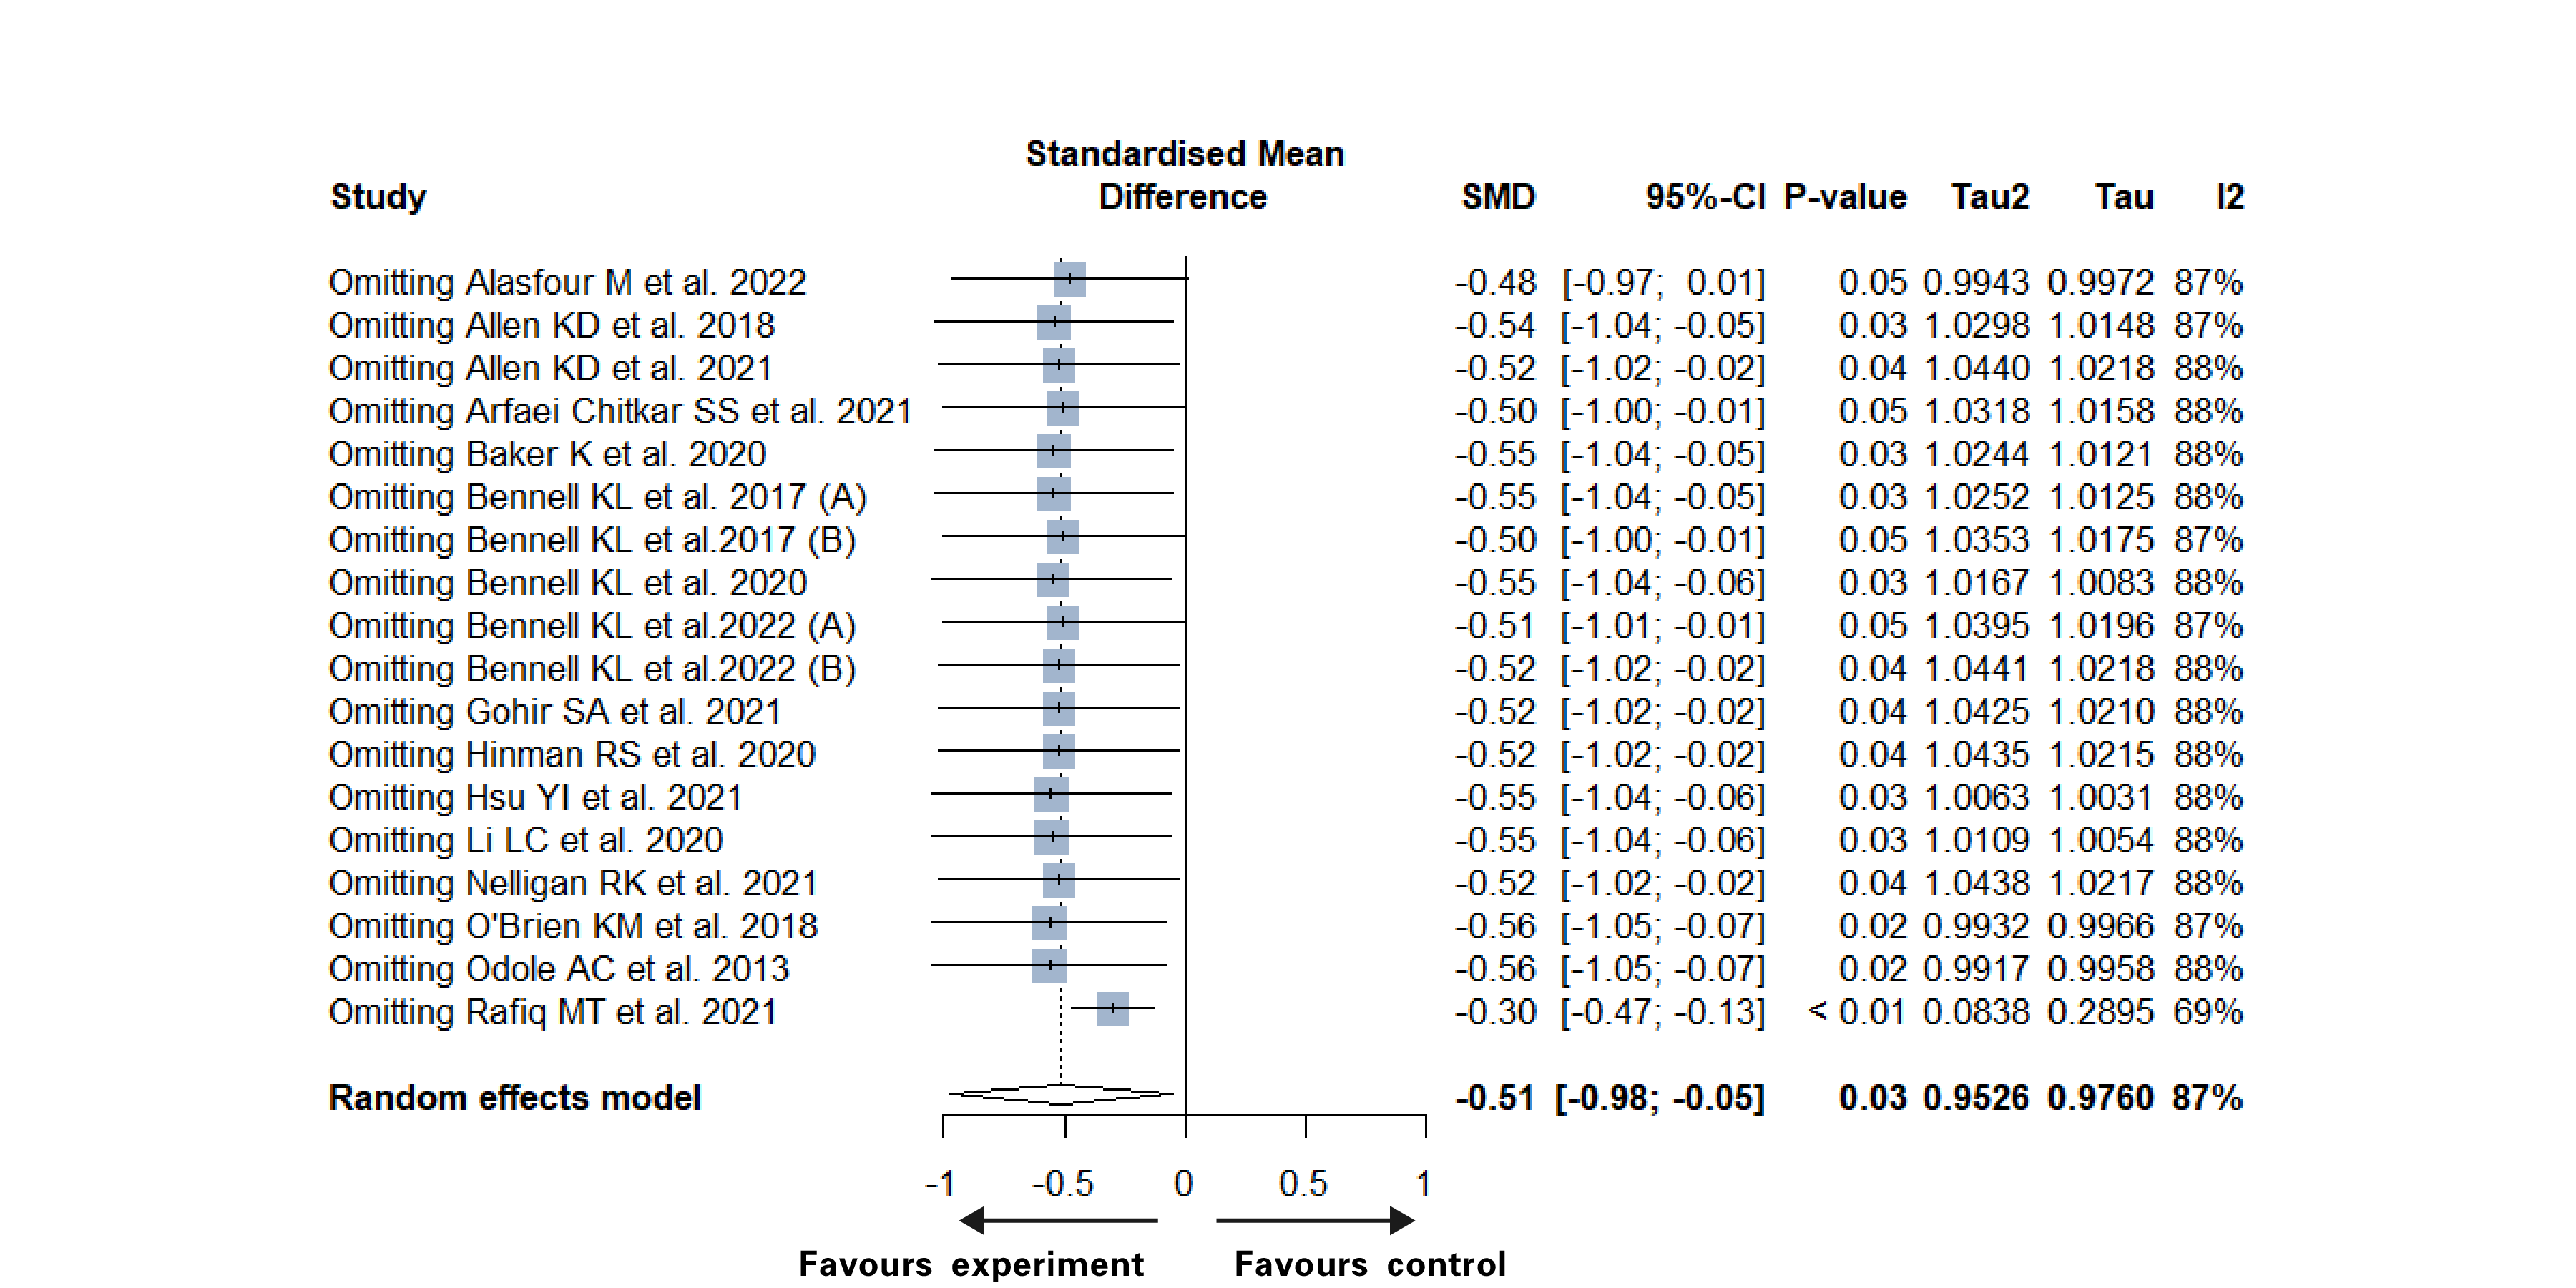 Standardised Mean
Study Difference SMD 95%-CI P-value Tau2 Tau I2
Omitting Alasfour M et al. 2022 -0.48 [-0.97; 0.01] 0.05 0.9943 0.9972 87%
Omitting Allen KD et al. 2018 -0.54 [-1.04; -0.05] 0.03 1.0298 1.0148 87%
Omitting Allen KD et al. 2021 -0.52 [-1.02; -0.02] 0.04 1.0440 1.0218 88%
Omitting Arfaei Chitkar SS et al. 2021 -0.50 [-1.00; -0.01] 0.05 1.0318 1.0158 88%
Omitting Baker K et al. 2020 -0.55 [-1.04; -0.05] 0.03 1.0244 1.0121 88%
Omitting Bennell KL et al. 2017 (A) -0.55 [-1.04; -0.05] 0.03 1.0252 1.0125 88%
Omitting Bennell KL et al.2017 (B) -0.50 [-1.00; -0.01] 0.05 1.0353 1.0175 87%
Omitting Bennell KL et al. 2020 -0.55 [-1.04; -0.06] 0.03 1.0167 1.0083 88%
Omitting Bennell KL et al.2022 (A) -0.51 [-1.01; -0.01] 0.05 1.0395 1.0196 87%
Omitting Bennell KL et al.2022 (B) -0.52 [-1.02; -0.02] 0.04 1.0441 1.0218 88%
Omitting Gohir SA et al. 2021 -0.52 [-1.02; -0.02] 0.04 1.0425 1.0210 88%
Omitting Hinman RS et al. 2020 -0.52 [-1.02; -0.02] 0.04 1.0435 1.0215 88%
Omitting Hsu YI et al. 2021 -0.55 [-1.04; -0.06] 0.03 1.0063 1.0031 88%
Omitting Li LC et al. 2020 -0.55 [-1.04; -0.06] 0.03 1.0109 1.0054 88%
Omitting Nelligan RK et al. 2021 -0.52 [-1.02; -0.02] 0.04 1.0438 1.0217 88%
Omitting O'Brien KM et al. 2018 -0.56 [-1.05; -0.07] 0.02 0.9932 0.9966 87%
Omitting Odole AC et al. 2013 -0.56 [-1.05; -0.07] 0.02 0.9917 0.9958 88%
Omitting Rafiq MT et al. 2021 -0.30 [-0.47; -0.13] < 0.01 0.0838 0.2895 69%
Random effects model -0.51 [-0.98; -0.05] 0.03 0.9526 0.9760 87%
-1 -0.5 0 0.5 1
Favours experiment Favours control